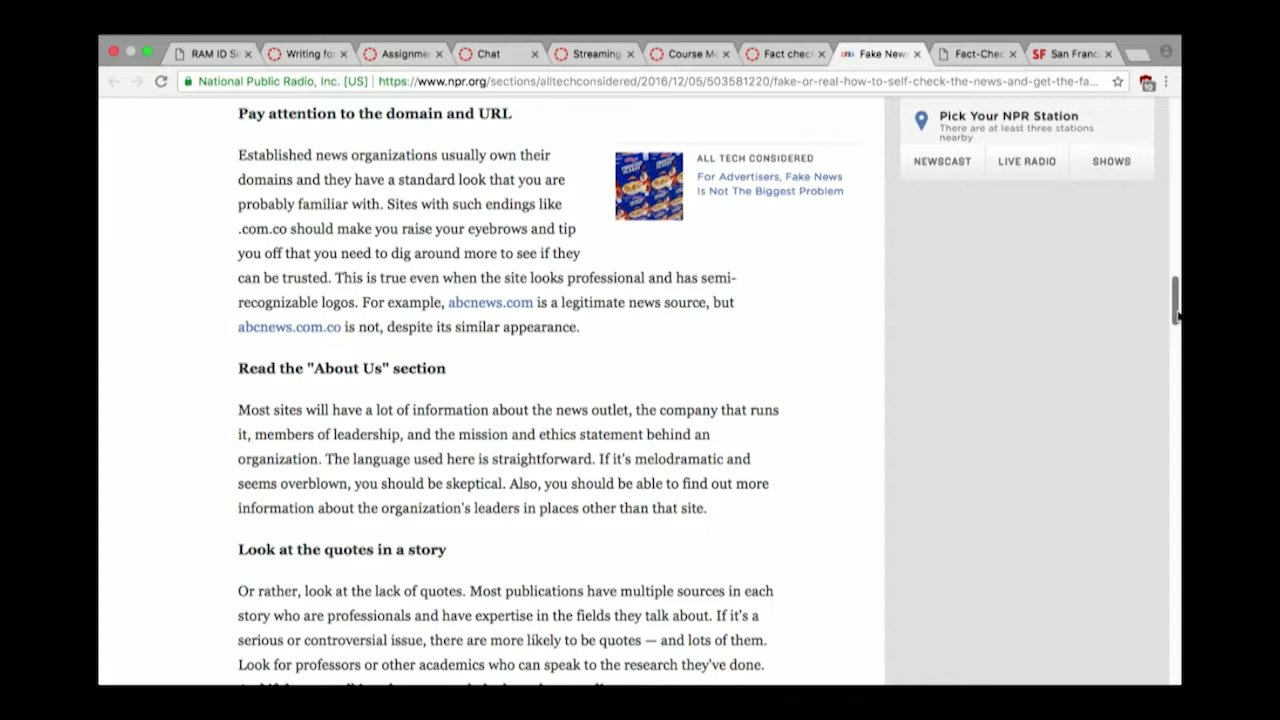 RAM ID Si
Writing for
Assignme
Chat
Streaming
Course M
Fact chec
Fake New
Fact-Chec
SF San Franc
National Public Radio, Inc. [US]
https://www.npr.org/sections/alltechconsidered/2016/12/05/503581220/fake-or-real-how-to-self-check-the-news-and-get-the-fa...
10
Pay attention to the domain and URL
Established news organizations usually own their
domains and they have a standard look that you are
probably familiar with. Sites with such endings like
.com.co should make you raise your eyebrows and tip
you off that you need to dig around more to see if they
can be trusted. This is true even when the site looks professional and has semi-
recognizable logos. For example, abcnews.com is a legitimate news source, but
abcnews.com.co is not, despite its similar appearance.
ALL TECH CONSIDERED
For Advertisers, Fake News
Is Not The Biggest Problem
Read the "About Us" section
Most sites will have a lot of information about the news outlet, the company that runs
it, members of leadership, and the mission and ethics statement behind an
organization. The language used here is straightforward. If it's melodramatic and
seems overblown, you should be skeptical. Also, you should be able to find out more
information about the organization's leaders in places other than that site.
Look at the quotes in a story
Or rather, look at the lack of quotes. Most publications have multiple sources in each
story who are professionals and have expertise in the fields they talk about. If it's a
serious or controversial issue, there are more likely to be quotes — and lots of them.
Look for professors or other academics who can speak to the research they've done.
Pick Your NPR Station
There are at least three stations
nearby
NEWSCAST
LIVE RADIO
SHOWS